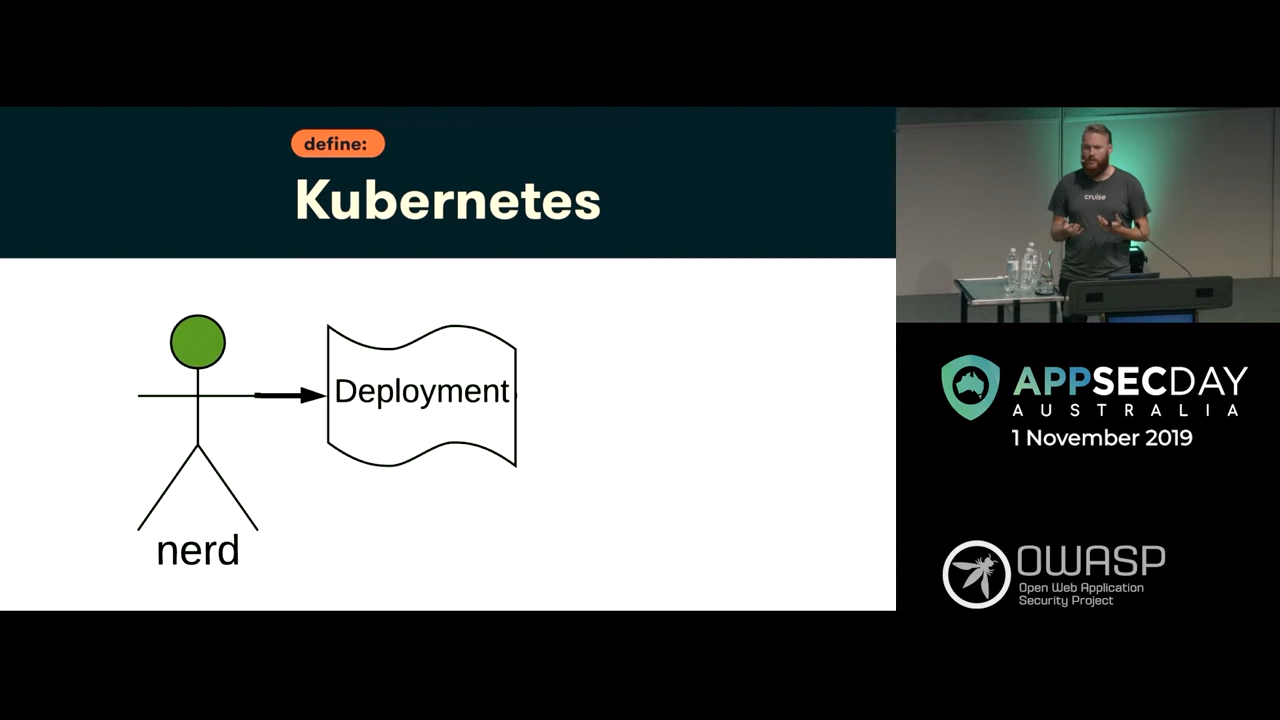 define:
Kubernetes
Deployment
nerd
cruise
APPSECDAY
AUSTRALIA
1 November 2019
OWASP
Open Web Application
Security Project